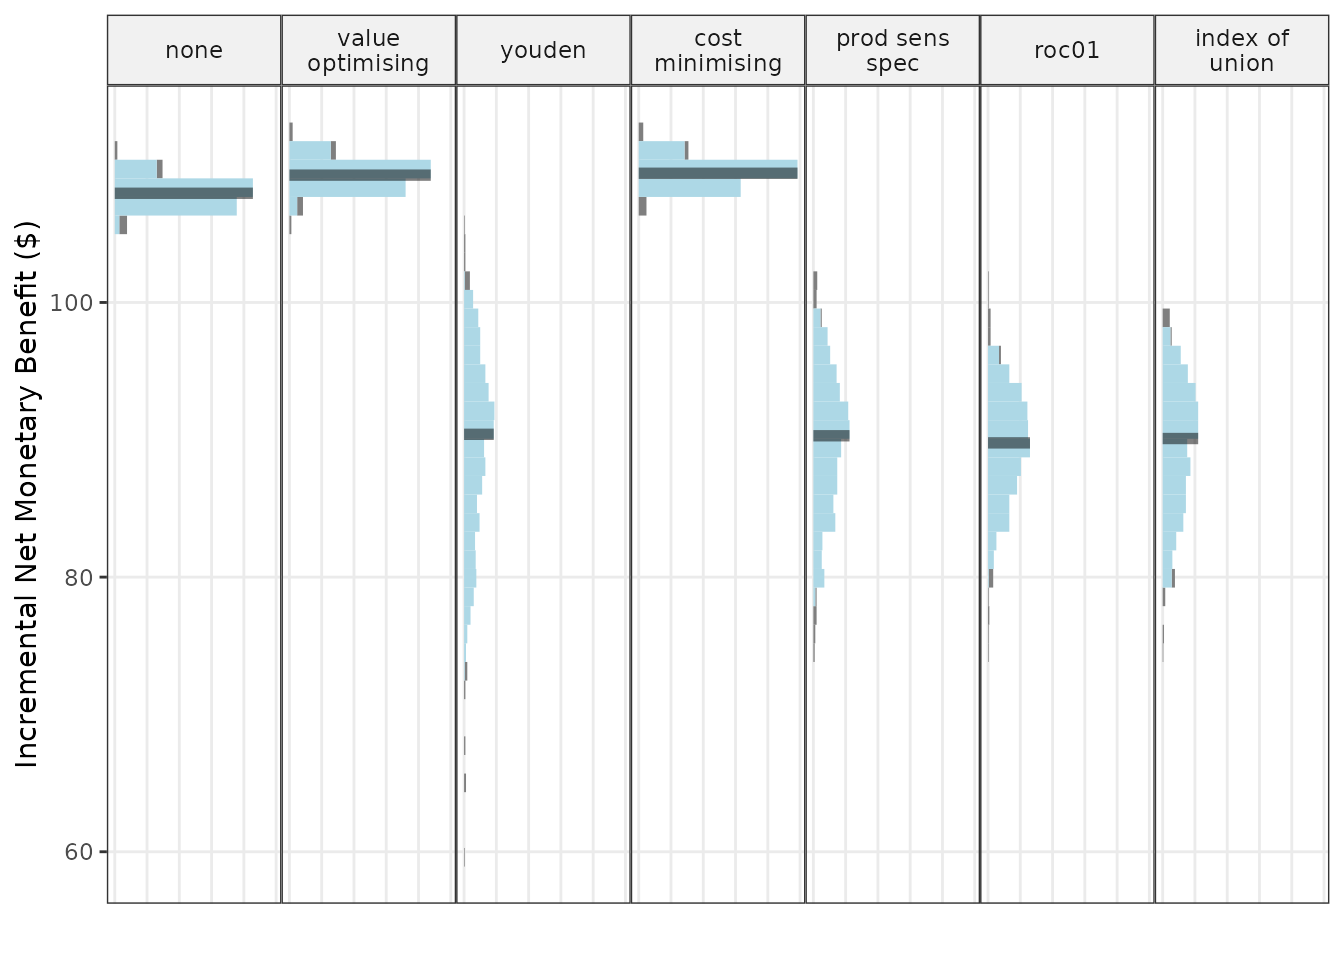 none
value
optimising
youden
cost
minimising
prod sens
spec
roc01
index of
union
Incremental Net Monetary Benefit ($)
100
80
60